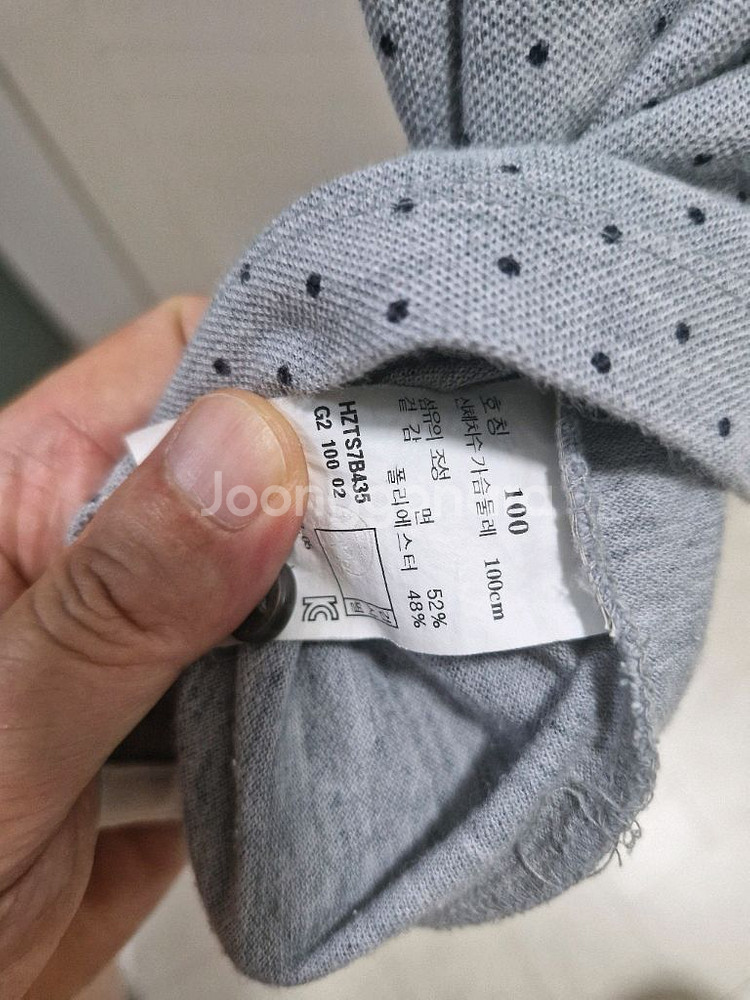 호칭 100
신체치수 가슴둘레 100cm
섬유의 조성 면 52%
겉감 폴리에스터 48%
HZTS7B435
G2 100 02